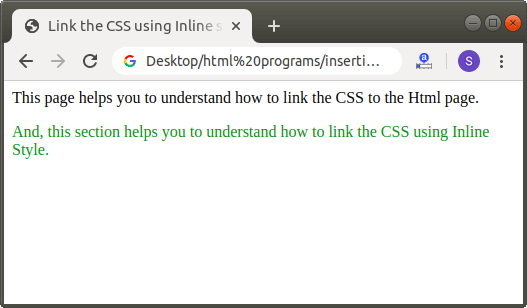 Link the CSS using Inline s
Desktop/html%20programs/inserti...
a
S
This page helps you to understand how to link the CSS to the Html page.
And, this section helps you to understand how to link the CSS using Inline
Style.